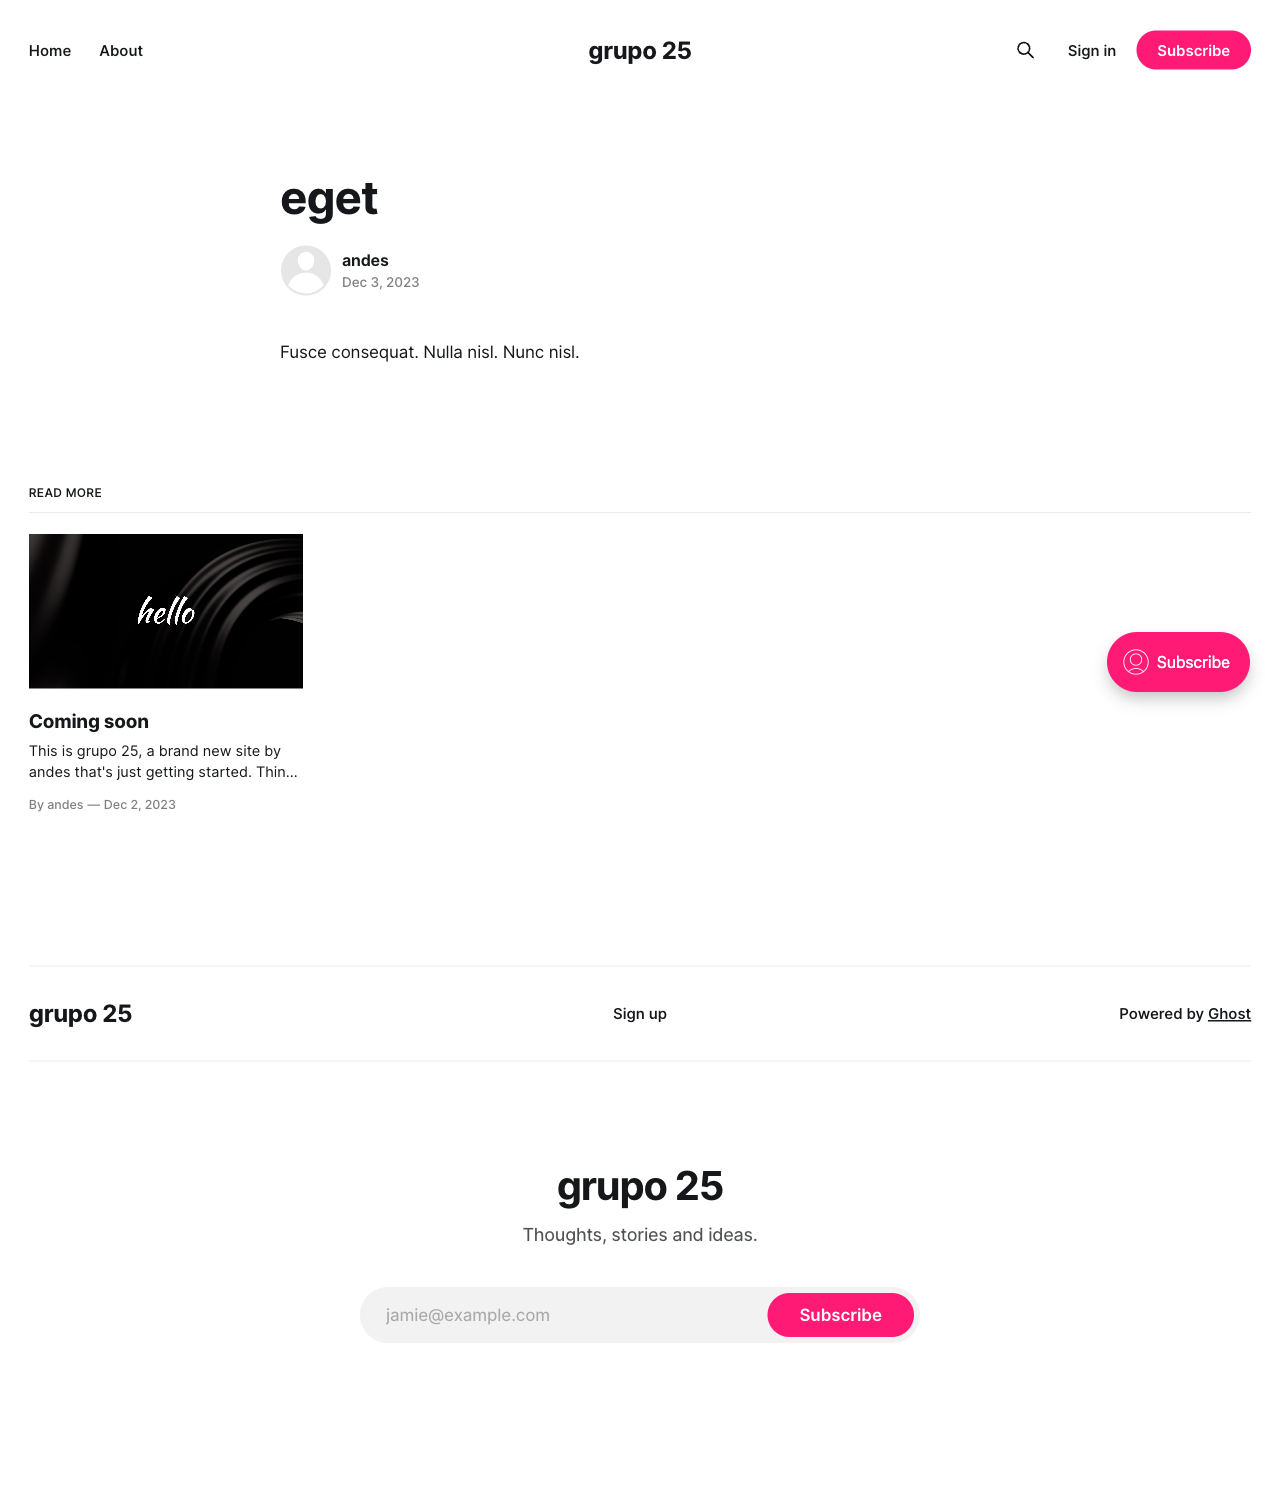 Home
About
grupo 25
Sign in
Subscribe
eget
andes
Dec 3, 2023
Fusce consequat. Nulla nisl. Nunc nisl.
READ MORE
hello
Subscribe
Coming soon
This is grupo 25, a brand new site by
andes that's just getting started. Thin...
By andes — Dec 2, 2023
grupo 25
Sign up
Powered by Ghost
grupo 25
Thoughts, stories and ideas.
jamie@example.com
Subscribe